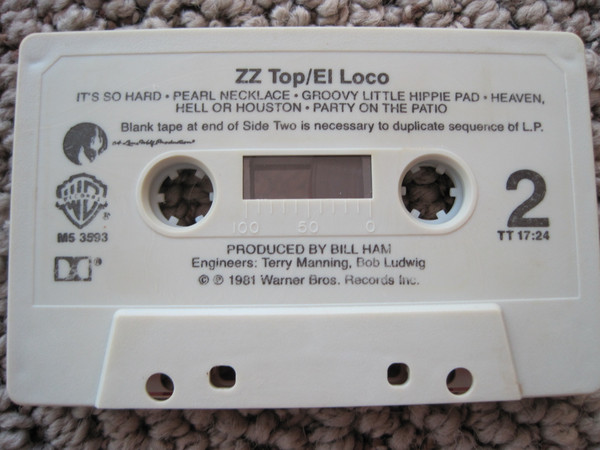 ZZ Top/El Loco
IT'S SO HARD • PEARL NECKLACE • GROOVY LITTLE HIPPIE PAD • HEAVEN,
HELL OR HOUSTON • PARTY ON THE PATIO
Blank tape at end of Side Two is necessary to duplicate sequence of L.P.
2
M5 3593
TT 17:24
100 50 0
PRODUCED BY BILL HAM
Engineers: Terry Manning, Bob Ludwig
© ℗ 1981 Warner Bros. Records Inc.